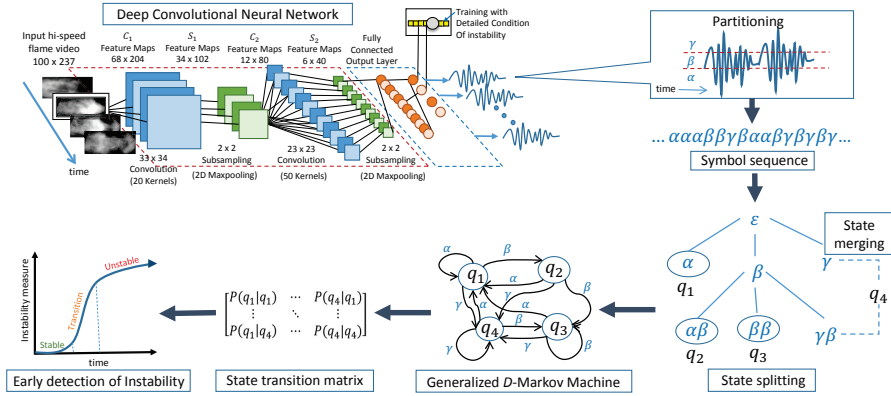 Deep Convolutional Neural Network
Input hi-speed
flame video
100 x 237
C₁
Feature Maps
68 x 204
S₁
Feature Maps
34 x 102
C₂
Feature Maps
12 x 80
S₂
Feature Maps
6 x 40
Fully
Connected
Output Layer
Training with
Detailed Condition
Of instability
time
33 x 34
Convolution
(20 Kernels)
2 x 2
Subsampling
(2D Maxpooling)
23 x 23
Convolution
(50 Kernels)
2 x 2
Subsampling
(2D Maxpooling)
Partitioning
γ
β
α
time
... αααββγβααβγβγβγ ...
Symbol sequence
ε
State
merging
α
q₁
β
γ
q₄
αβ
q₂
ββ
q₃
γβ
State splitting
α
β
q₁
q₂
α
β
γ
α
γ
α
q₄
β
q₃
γ
γ
β
Generalized D-Markov Machine
P(q₁|q₁) ⋯ P(q₄|q₁)
⋮ ⋱ ⋮
P(q₁|q₄) ⋯ P(q₄|q₄)
State transition matrix
Instability measure
Stable
Transition
Unstable
time
Early detection of Instability